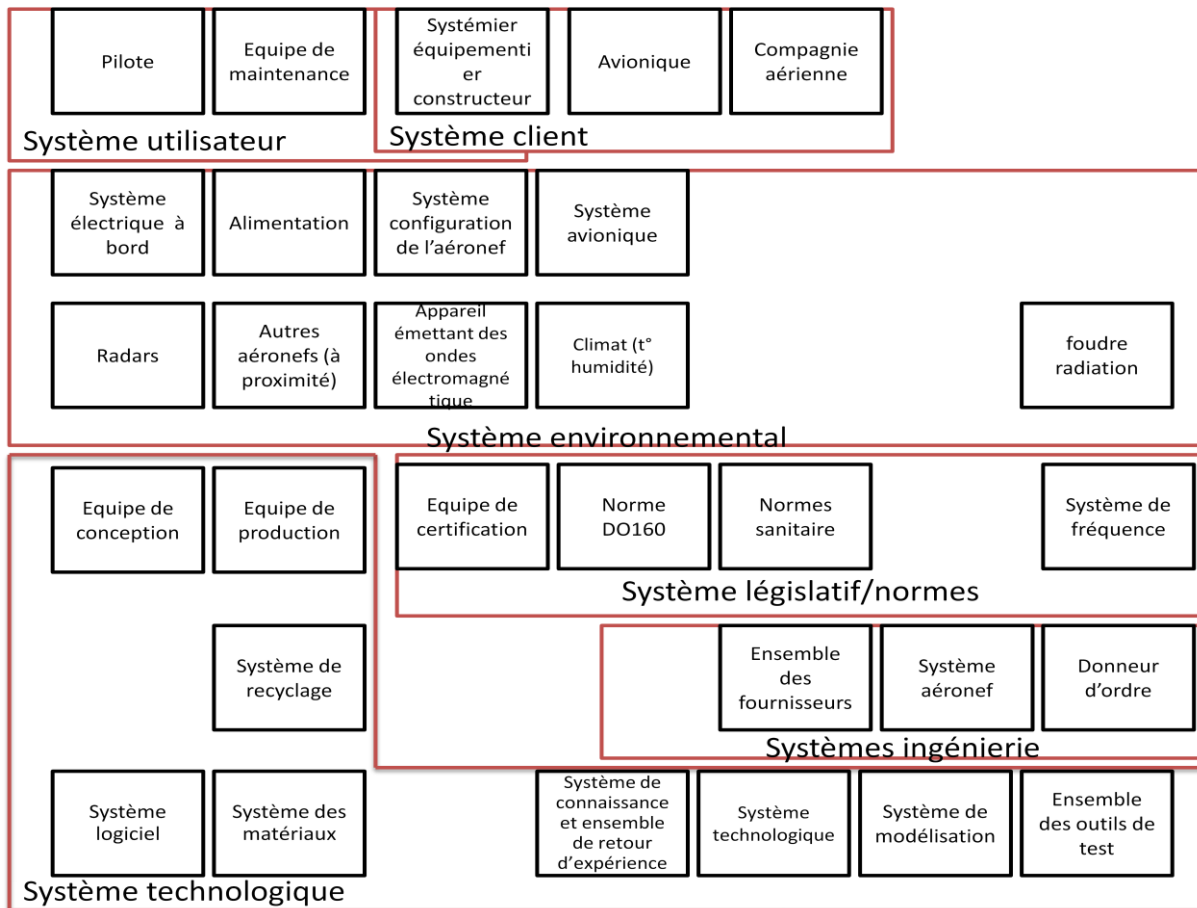 Pilote
Equipe de
maintenance
Systémier
équipementi
er
constructeur
Avionique
Compagnie
aérienne
Système utilisateur
Système client
Système
électrique à
bord
Alimentation
Système
configuration
de l'aéronef
Système
avionique
Radars
Autres
aéronefs (à
proximité)
Appareil
émettant des
ondes
électromagné
tique
Climat (t°
humidité)
foudre
radiation
Système environnemental
Equipe de
conception
Equipe de
production
Equipe de
certification
Norme
DO160
Normes
sanitaire
Système de
fréquence
Système législatif/normes
Système de
recyclage
Ensemble
des
fournisseurs
Système
aéronef
Donneur
d'ordre
Systèmes ingénierie
Système
logiciel
Système des
matériaux
Système de
connaissance
et ensemble
de retour
d'expérience
Système
technologique
Système de
modélisation
Ensemble
des outils de
test
Système technologique